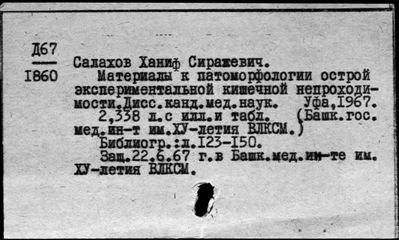 Д67
1860
Салахов Ханиф Сиражевич.
Материалы к патоморфологии острой
экспериментальной кишечной непроходи-
мости.Дисс.канд.мед.наук. Уфа,1967.
2,338 л.с илл.и табл. (Башк.гос.
мед.ин-т им.ХУ-летия ВЛКСМ.)
Библиогр.:л.123-150.
Защ.22.6.67 г.в Башк.мед.ин-те им.
ХУ-летия ВЛКСМ.